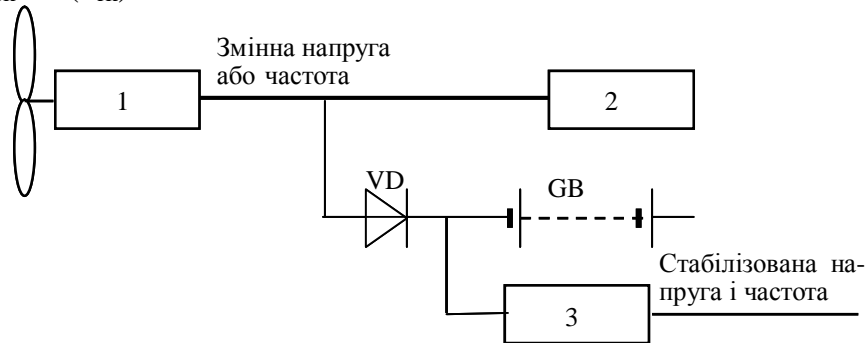 Змінна напруга
або частота
1
2
VD
GB
Стабілізована на-
пруга і частота
3